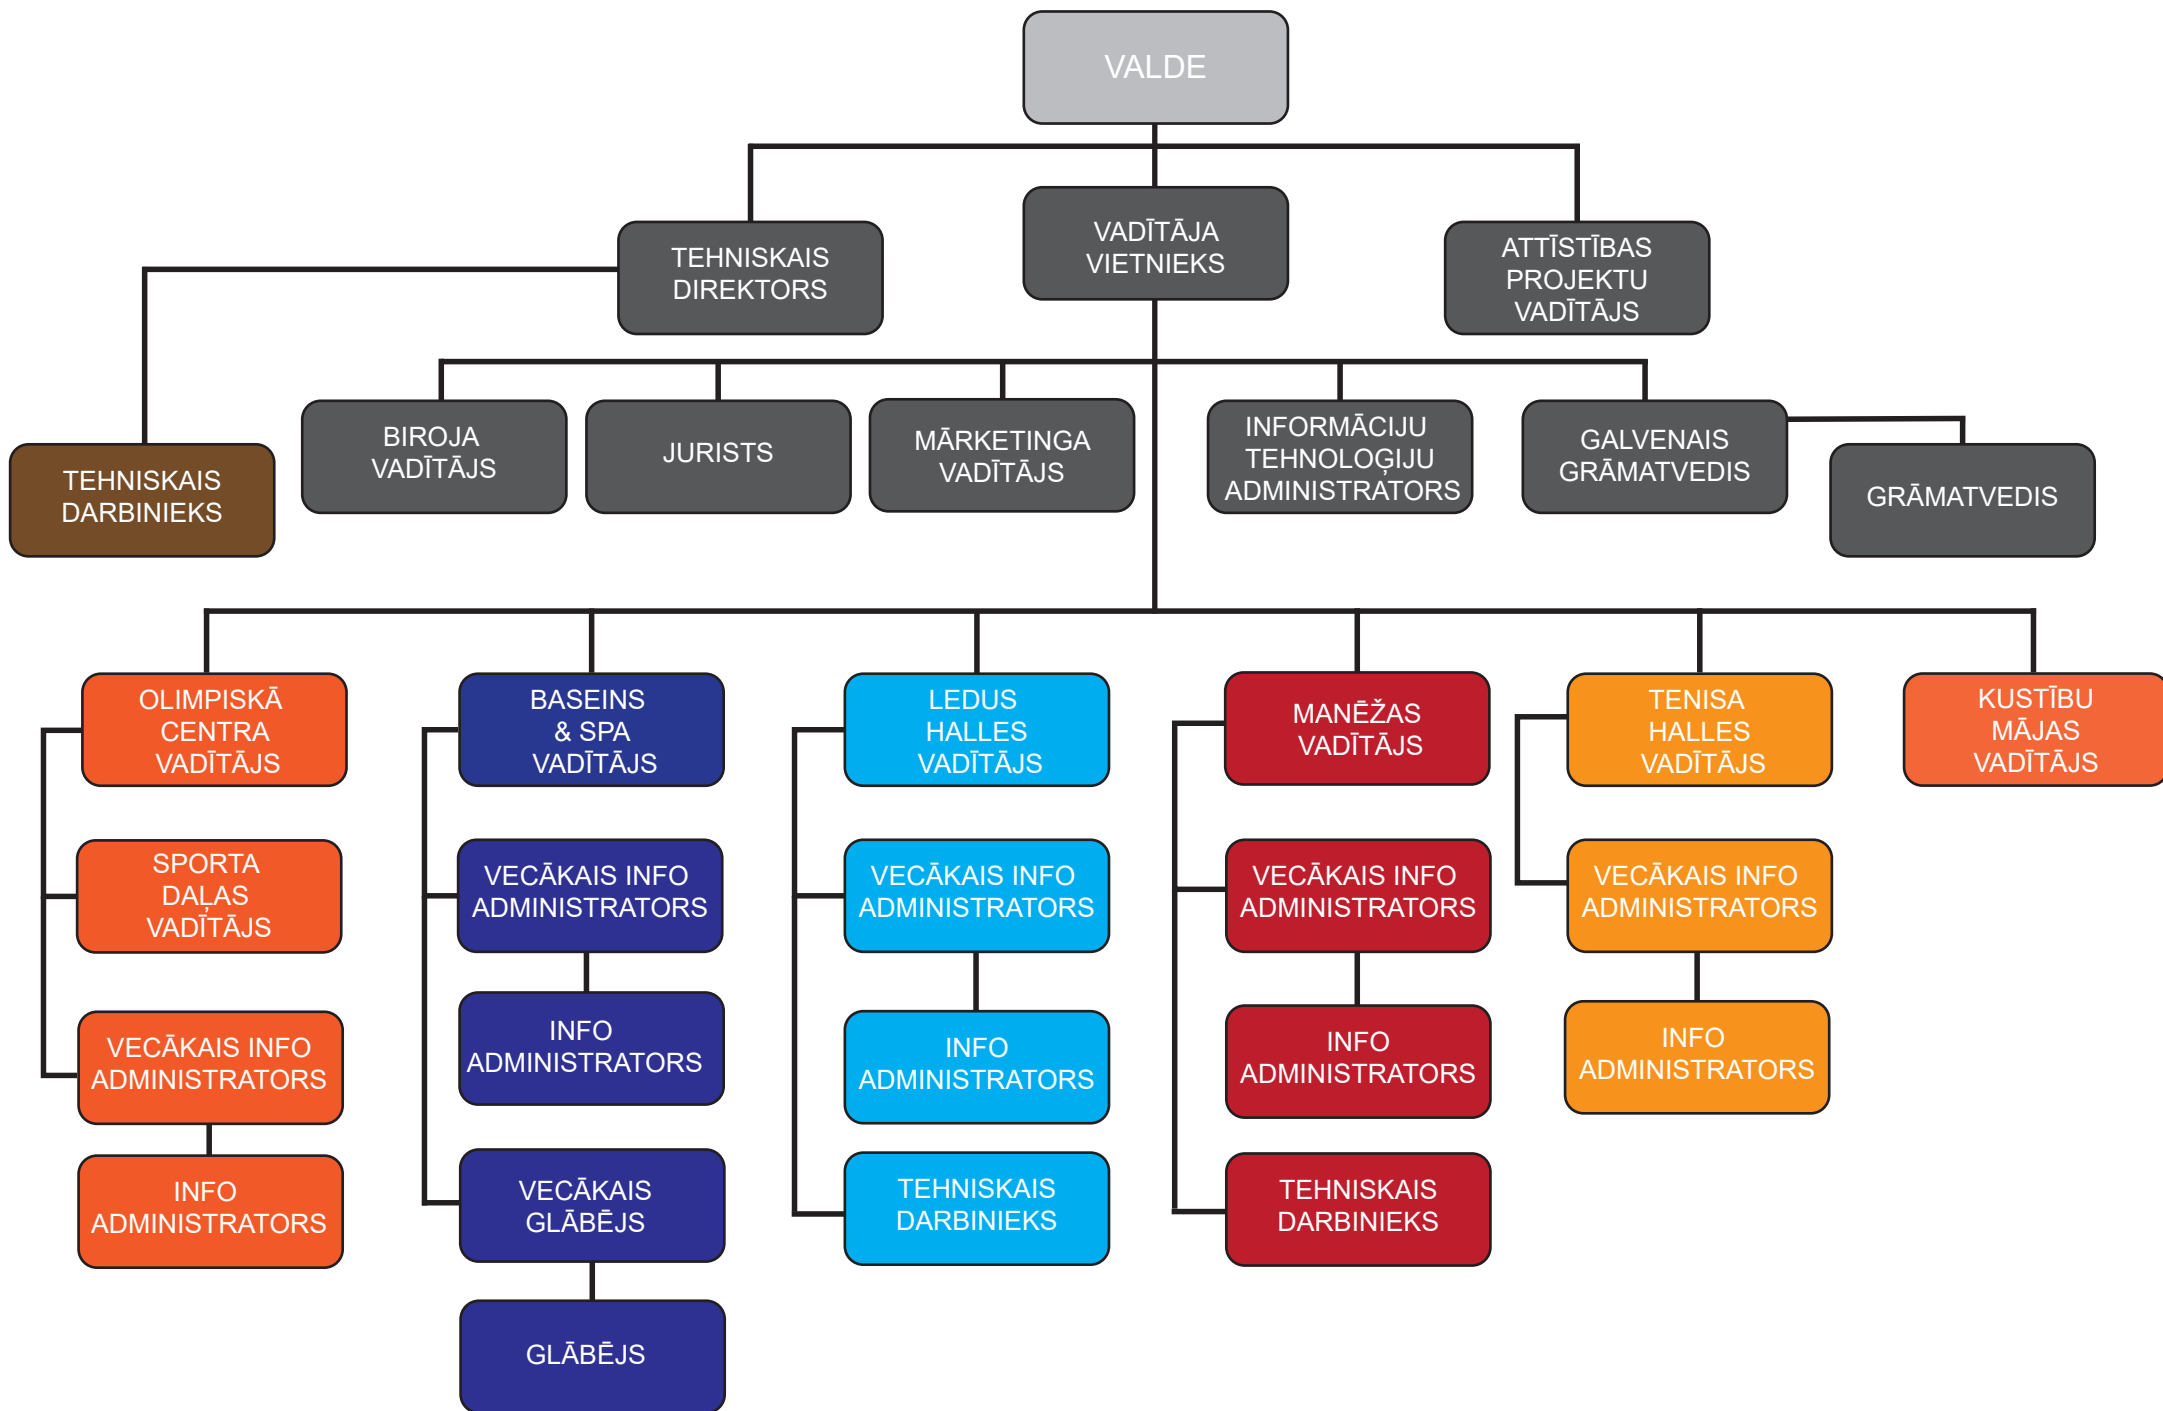 VALDE
VADĪTĀJA
VIETNIEKS
TEHNISKAIS
DIREKTORS
ATTĪSTĪBAS
PROJEKTU
VADĪTĀJS
TEHNISKAIS
DARBINIEKS
BIROJA
VADĪTĀJS
JURISTS
MĀRKETINGA
VADĪTĀJS
INFORMĀCIJU
TEHNOLOĢIJU
ADMINISTRATORS
GALVENAIS
GRĀMATVEDIS
GRĀMATVEDIS
OLIMPISKĀ
CENTRA
VADĪTĀJS
SPORTA
DAĻAS
VADĪTĀJS
VECĀKAIS INFO
ADMINISTRATORS
INFO
ADMINISTRATORS
BASEINS
& SPA
VADĪTĀJS
VECĀKAIS INFO
ADMINISTRATORS
INFO
ADMINISTRATORS
VECĀKAIS
GLĀBĒJS
GLĀBĒJS
LEDUS
HALLES
VADĪTĀJS
VECĀKAIS INFO
ADMINISTRATORS
INFO
ADMINISTRATORS
TEHNISKAIS
DARBINIEKS
MANĒŽAS
VADĪTĀJS
VECĀKAIS INFO
ADMINISTRATORS
INFO
ADMINISTRATORS
TEHNISKAIS
DARBINIEKS
TENISA
HALLES
VADĪTĀJS
VECĀKAIS INFO
ADMINISTRATORS
INFO
ADMINISTRATORS
KUSTĪBU
MĀJAS
VADĪTĀJS